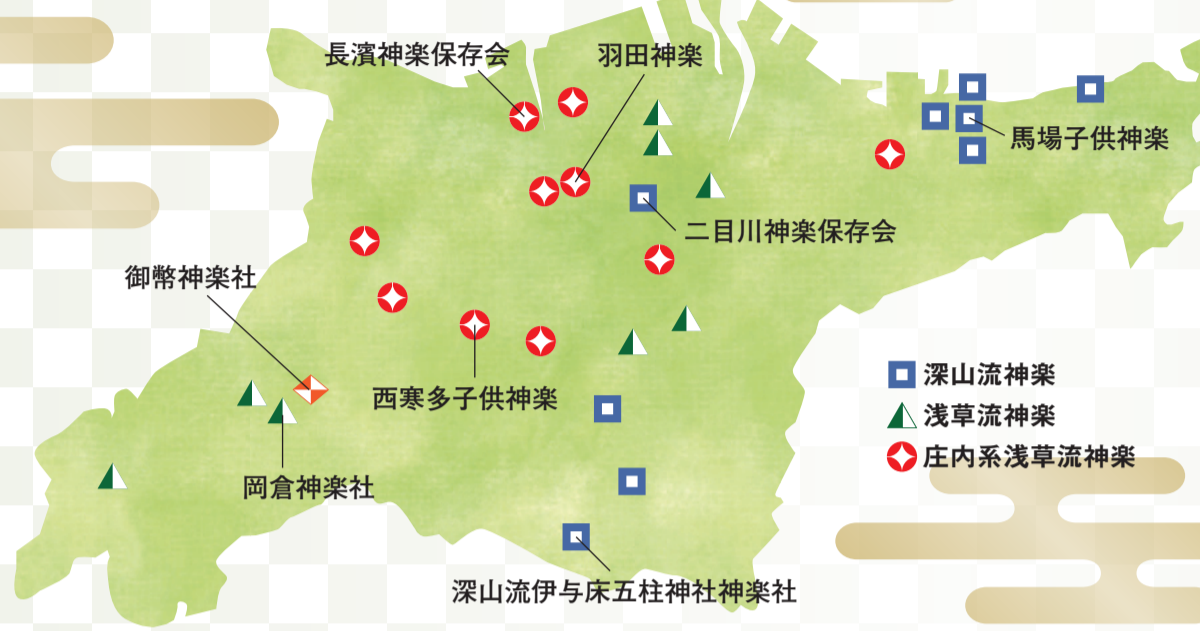 長濱神楽保存会
羽田神楽
馬場子供神楽
二目川神楽保存会
御幣神楽社
西寒多子供神楽
岡倉神楽社
深山流伊与床五柱神社神楽社
深山流神楽
浅草流神楽
庄内系浅草流神楽